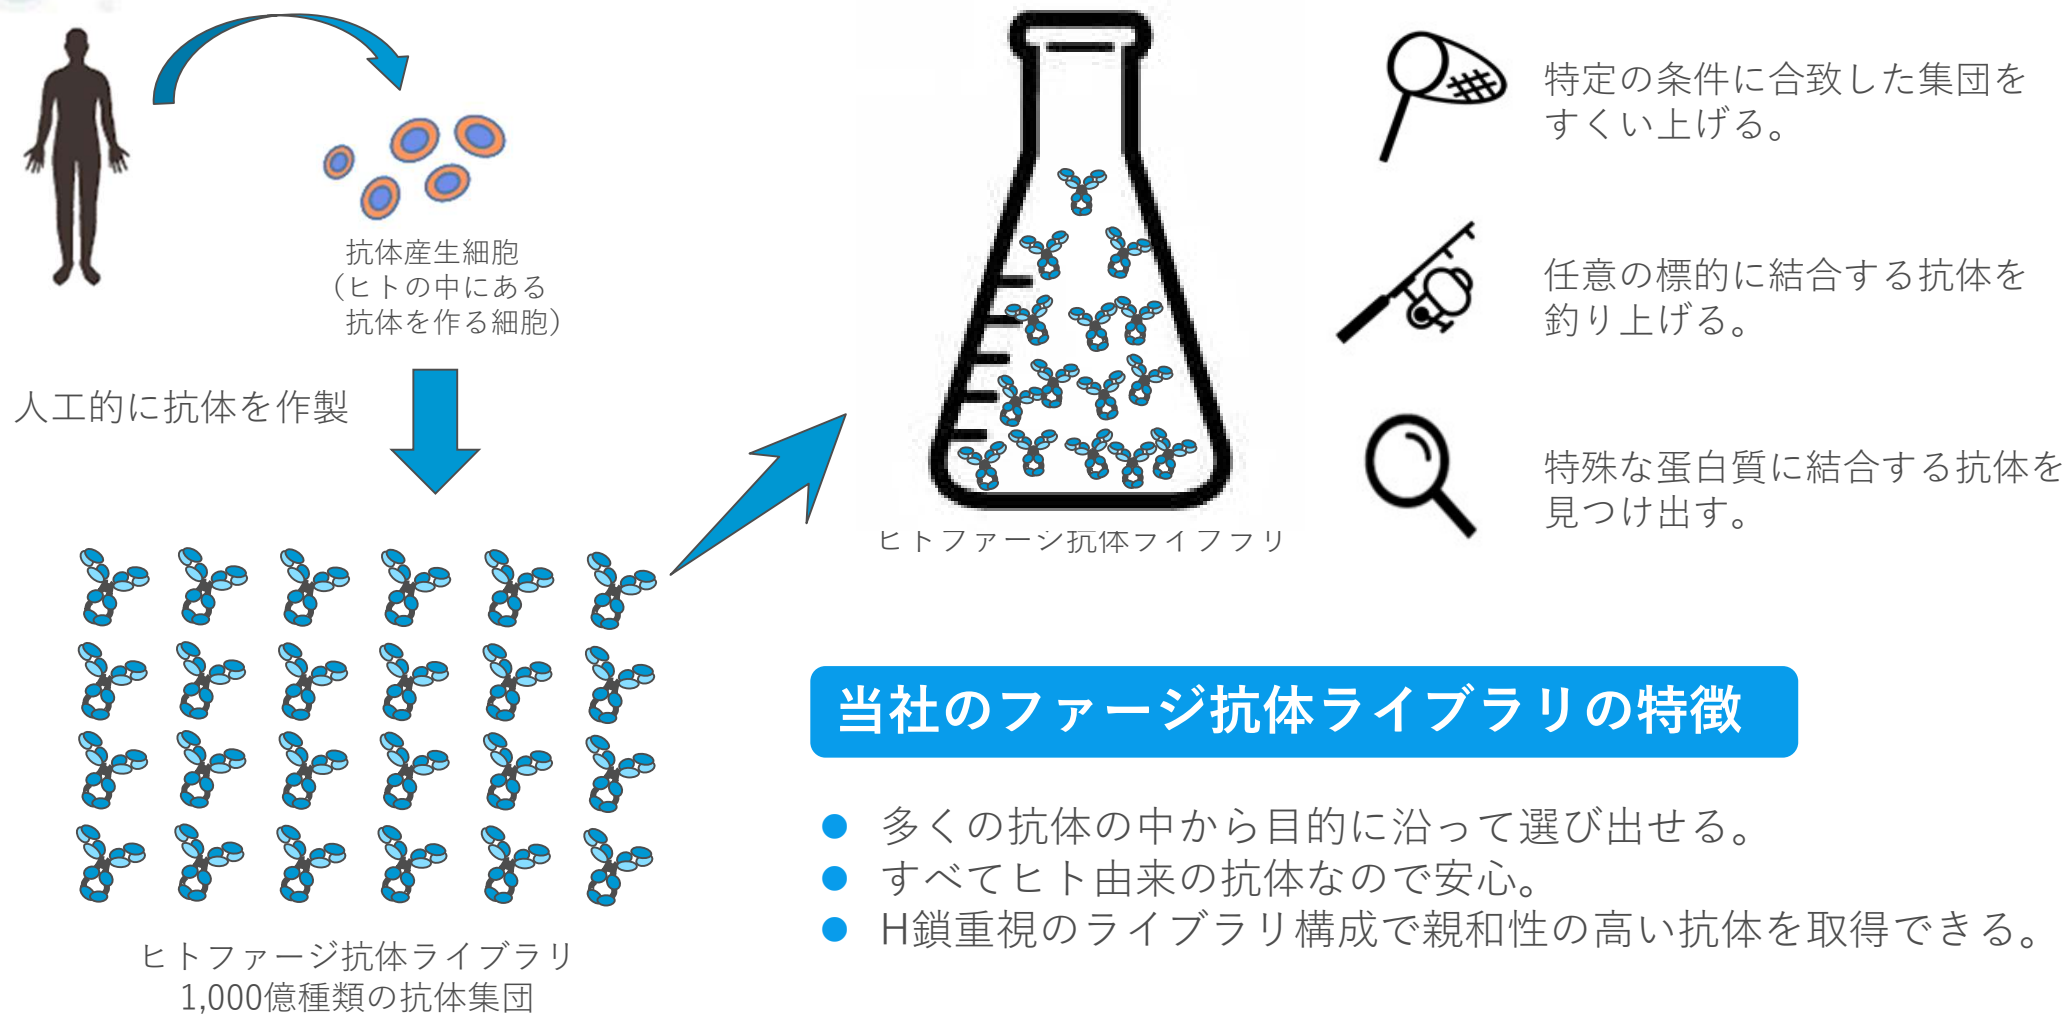 抗体産生細胞
（ヒトの中にある
抗体を作る細胞）
人工的に抗体を作製
ヒトファージ抗体ライブラリ
1,000億種類の抗体集団
ヒトファージ抗体ライブラリ
特定の条件に合致した集団を
すくい上げる。
任意の標的に結合する抗体を
釣り上げる。
特殊な蛋白質に結合する抗体を
見つけ出す。
当社のファージ抗体ライブラリの特徴
● 多くの抗体の中から目的に沿って選び出せる。
● すべてヒト由来の抗体なので安心。
● H鎖重視のライブラリ構成で親和性の高い抗体を取得できる。